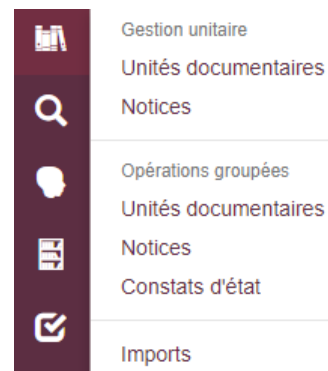 Gestion unitaire
Unités documentaires
Notices
Opérations groupées
Unités documentaires
Notices
Constats d'état
Imports